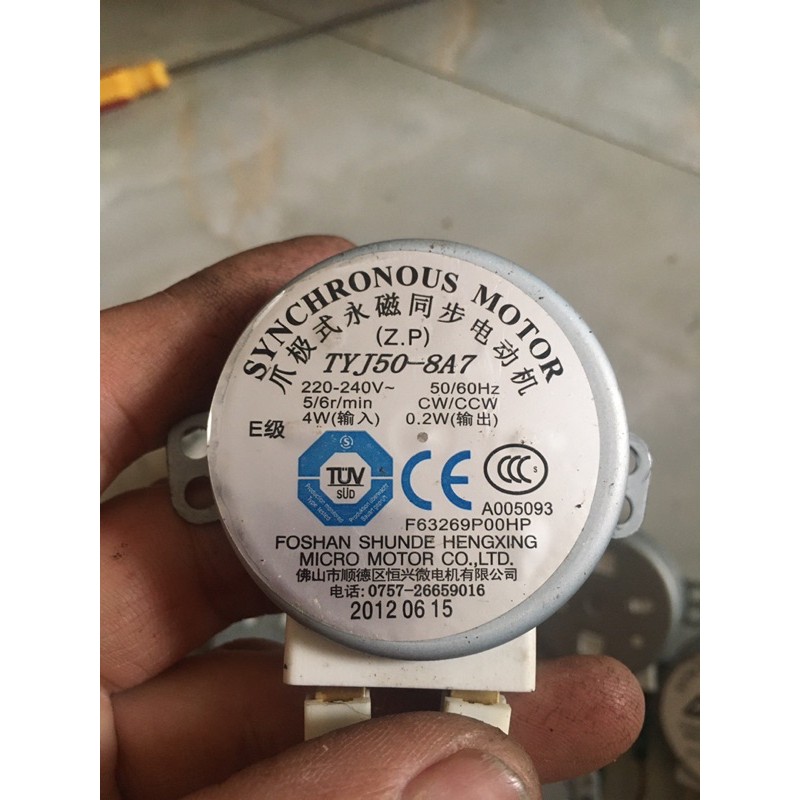 SYNCHRONOUS MOTOR
爪极式永磁同步电动机
(Z.P)
TYJ50-8A7
220-240V~ 50/60Hz
5/6r/min CW/CCW
4W(输入) 0.2W(输出)
E级
S
TÜV
SÜD
CE
CCC S
A005093
F63269P00HP
FOSHAN SHUNDE HENGXING
MICRO MOTOR CO.,LTD.
佛山市顺德区恒兴微电机有限公司
电话:0757-26659016
2012 06 15